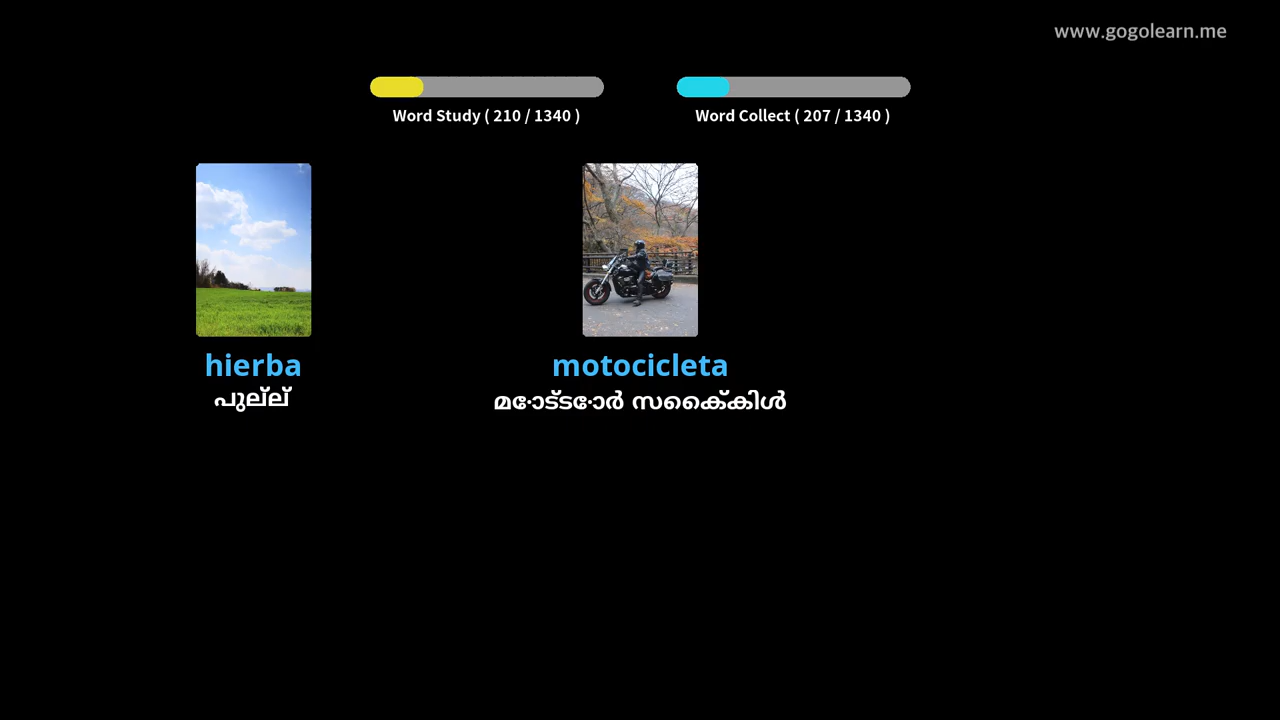 www.gogolearn.me
Word Study ( 210 / 1340 )
Word Collect ( 207 / 1340 )
hierba
motocicleta
പുല്ല്
മോട്ടോർ സൈക്കിൾ